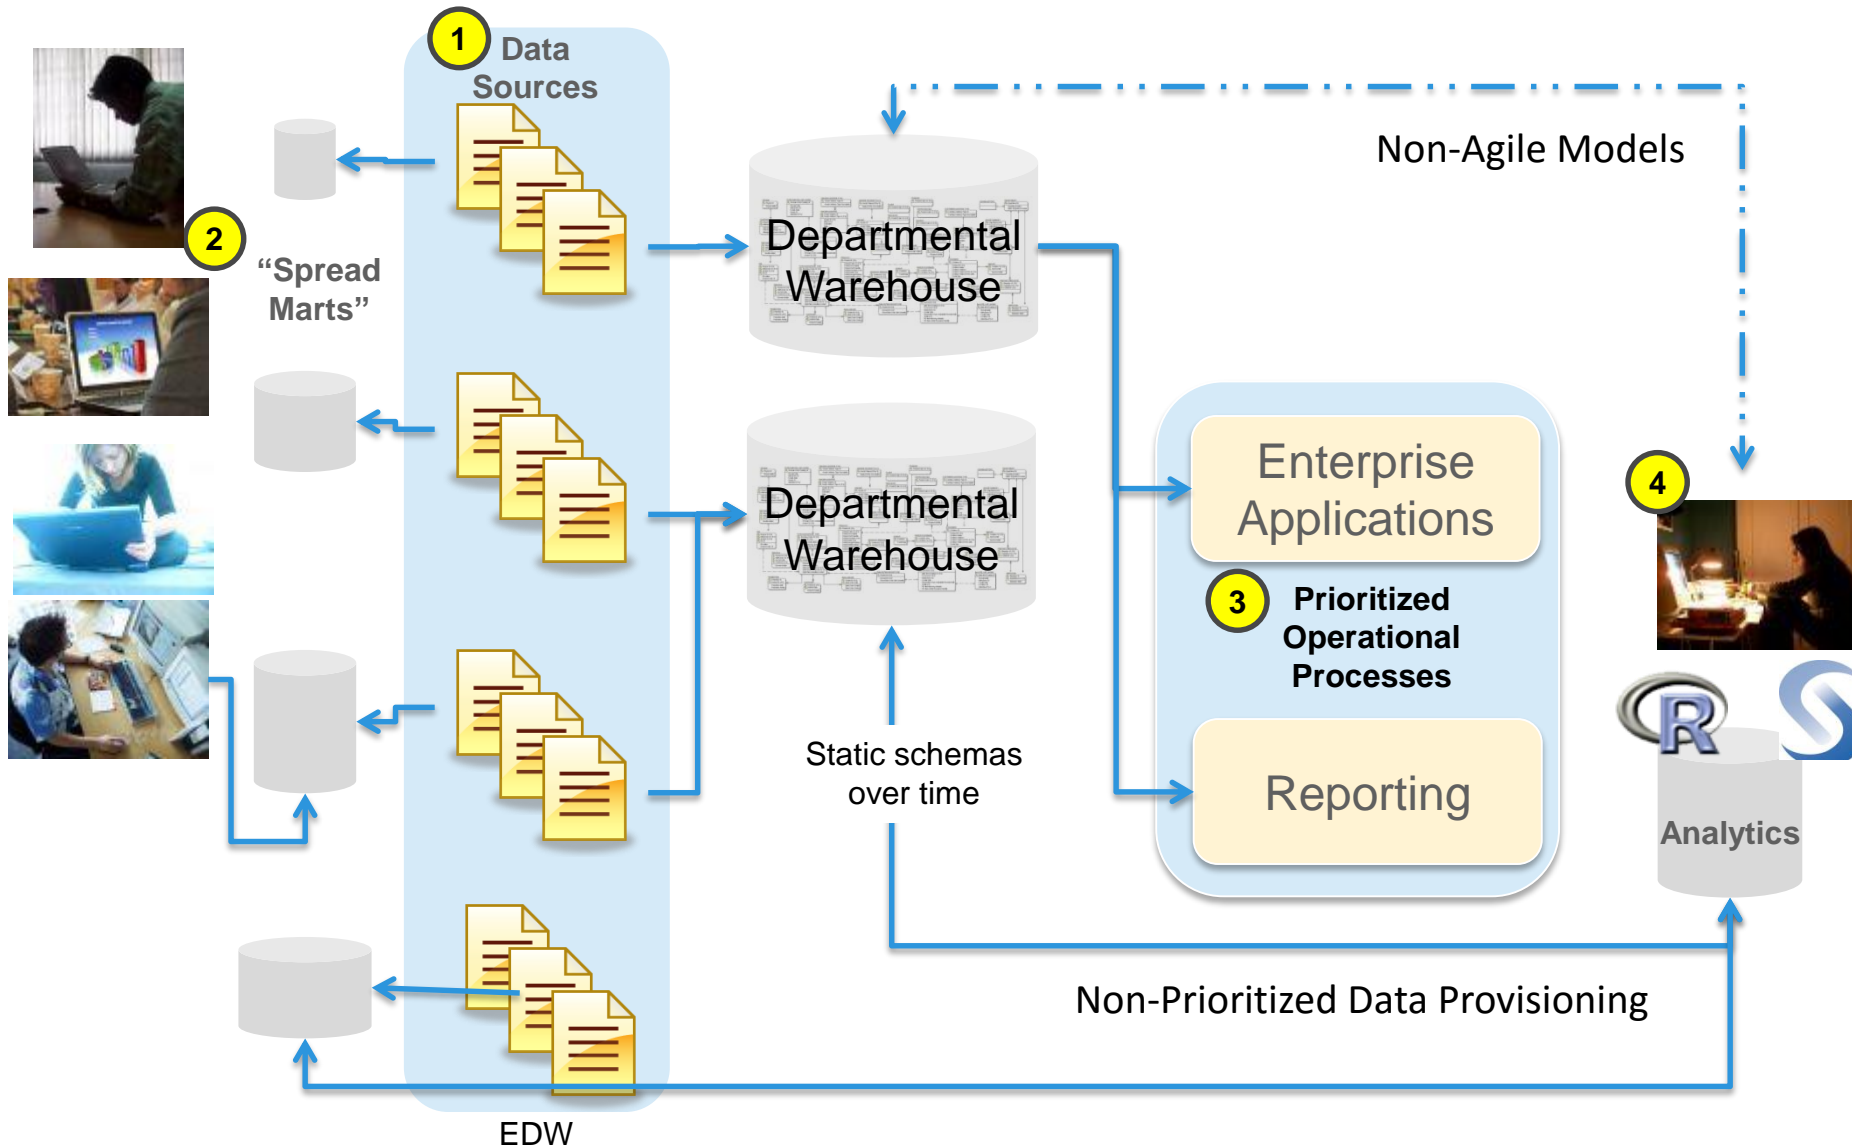 1
Data
Sources
2
“Spread
Marts”
Departmental
Warehouse
Non-Agile Models
Departmental
Warehouse
Enterprise
Applications
3
Prioritized
Operational
Processes
Reporting
4
R
S
Analytics
Static schemas
over time
Non-Prioritized Data Provisioning
EDW